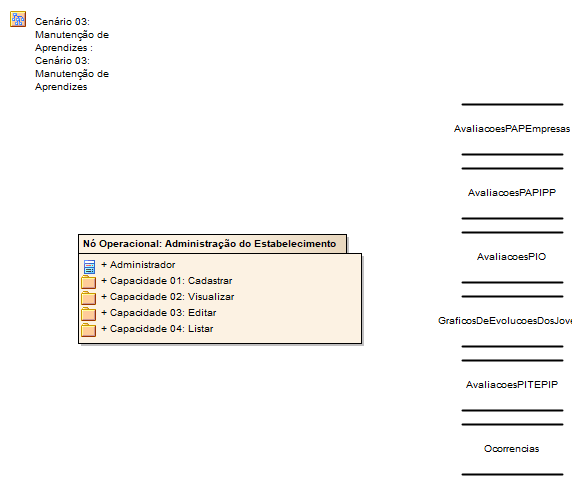 Cenário 03:
Manutenção de
Aprendizes :
Cenário 03:
Manutenção de
Aprendizes
AvaliacoesPAPEmpresas
AvaliacoesPAPIPP
Nó Operacional: Administração do Estabelecimento
+ Administrador
+ Capacidade 01: Cadastrar
+ Capacidade 02: Visualizar
+ Capacidade 03: Editar
+ Capacidade 04: Listar
AvaliacoesPIO
GraficosDeEvolucoesDosJove
AvaliacoesPITEPIP
Ocorrencias